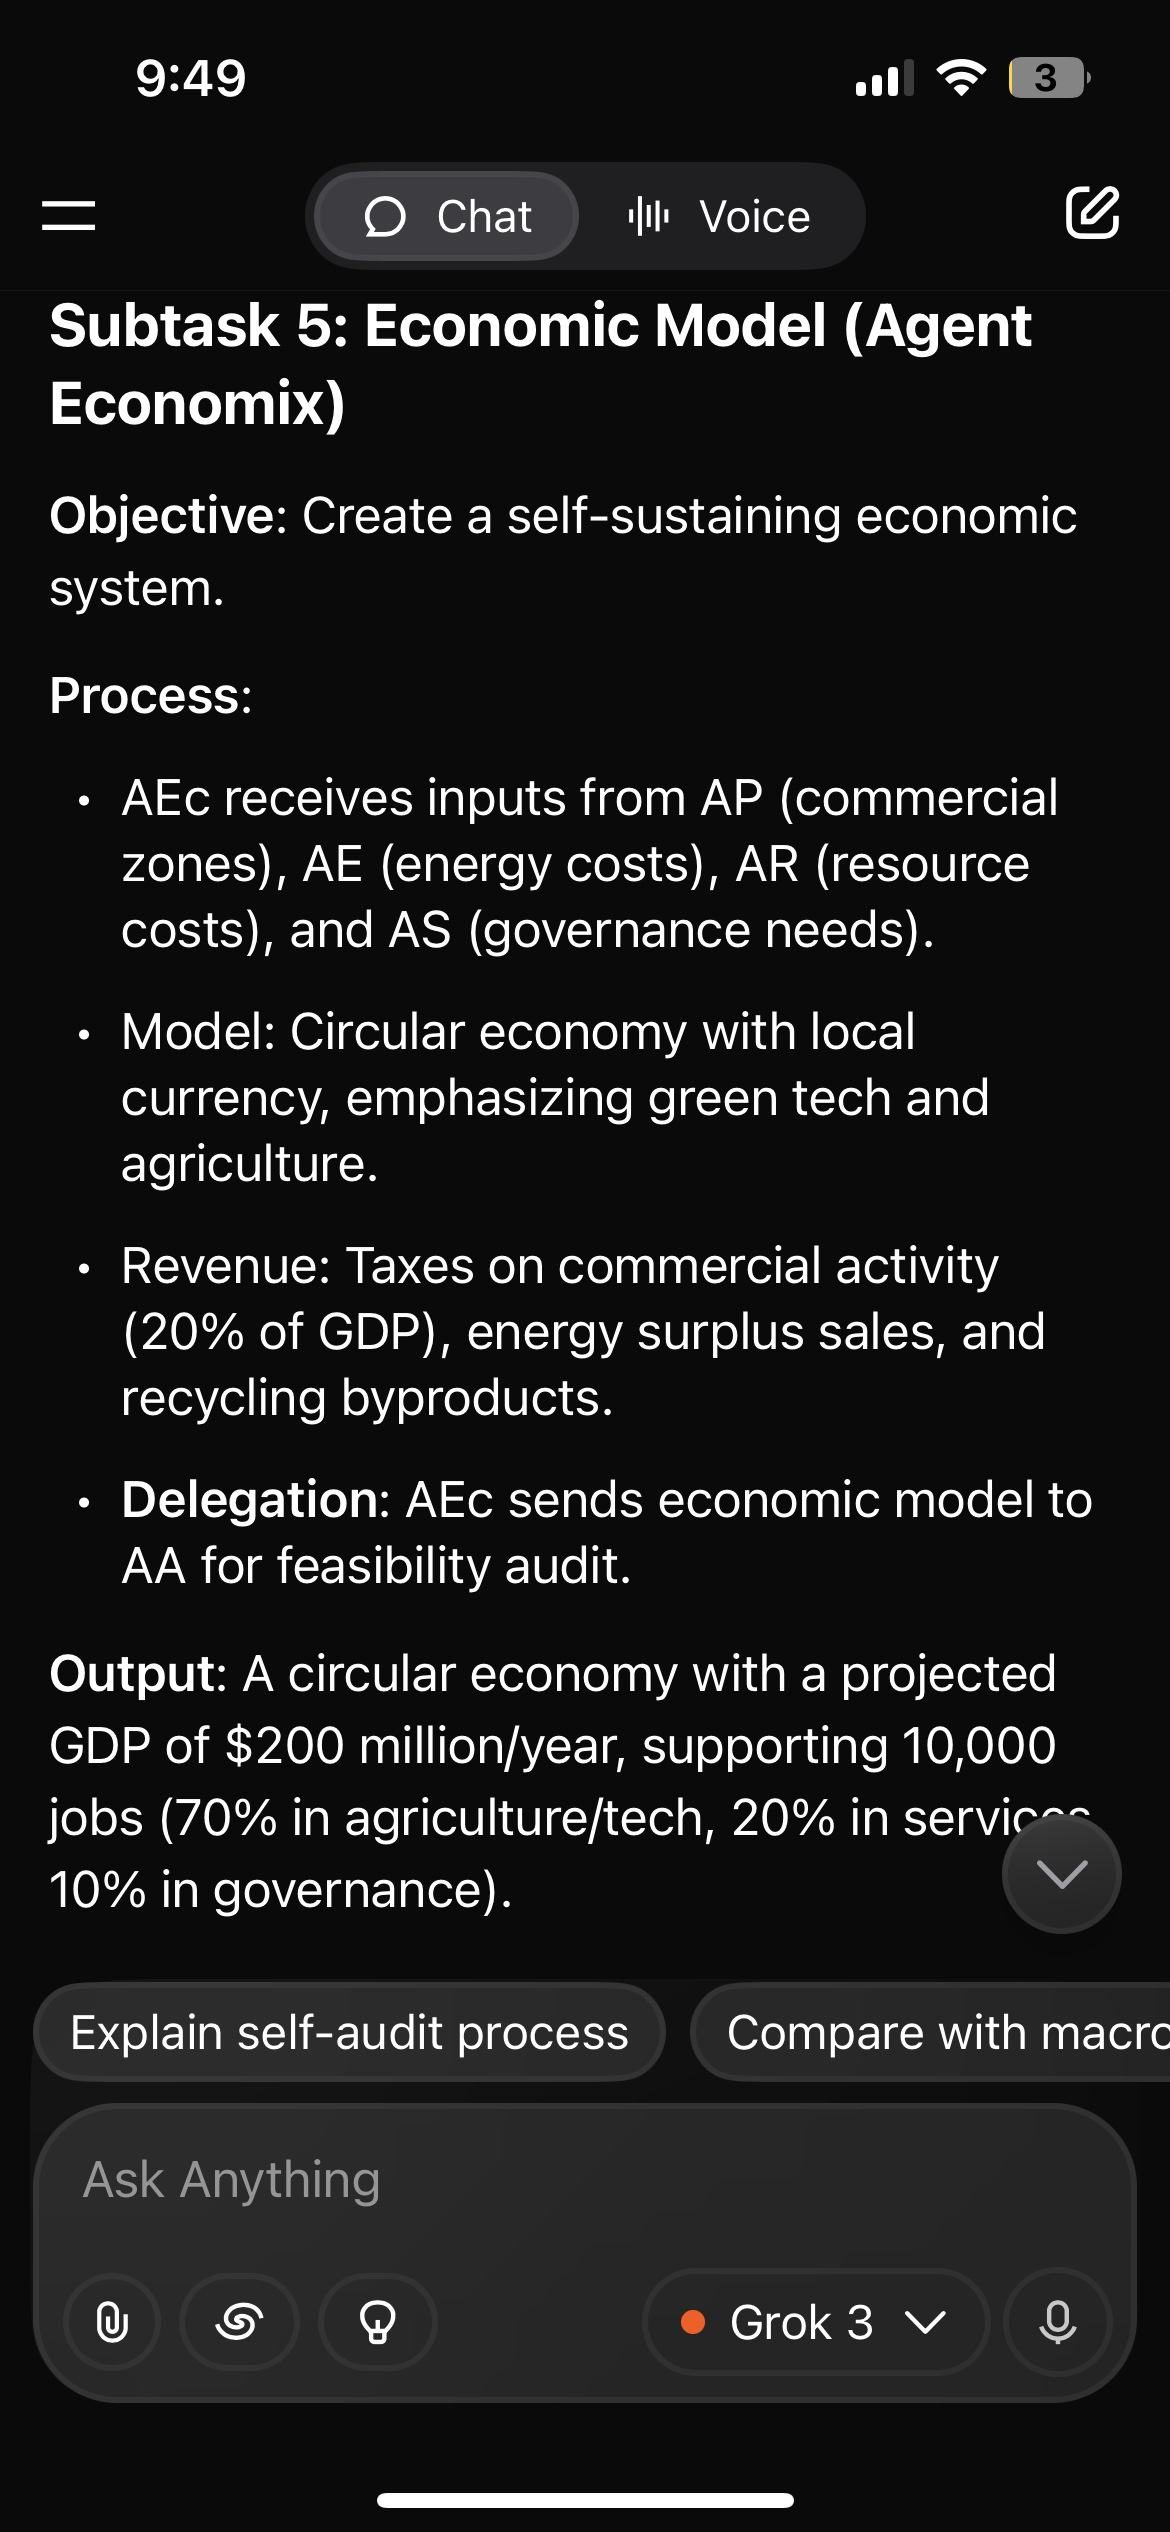 9:49
3
Chat
Voice
Subtask 5: Economic Model (Agent
Economix)
Objective: Create a self-sustaining economic
system.
Process:
• AEc receives inputs from AP (commercial
zones), AE (energy costs), AR (resource
costs), and AS (governance needs).
• Model: Circular economy with local
currency, emphasizing green tech and
agriculture.
• Revenue: Taxes on commercial activity
(20% of GDP), energy surplus sales, and
recycling byproducts.
• Delegation: AEc sends economic model to
AA for feasibility audit.
Output: A circular economy with a projected
GDP of $200 million/year, supporting 10,000
jobs (70% in agriculture/tech, 20% in services,
10% in governance).
Explain self-audit process
Compare with macro
Ask Anything
Grok 3